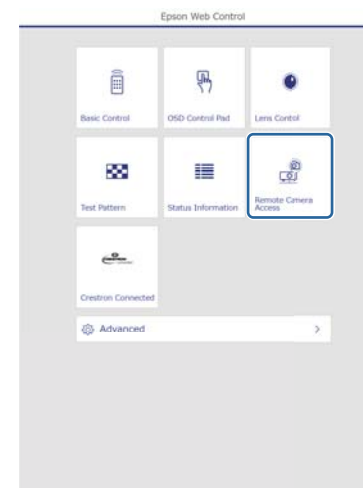 Epson Web Control
Basic Control
OSD Control Pad
Lens Control
Test Pattern
Status Information
Remote Camera
Access
CRESTRON
Crestron Connected
Advanced